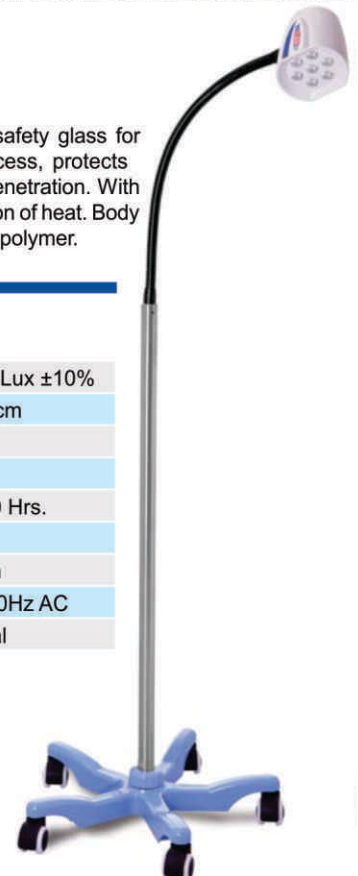 safety glass for
cess, protects
enetration. With
on of heat. Body
polymer.
Lux ±10%
cm
Hrs.
0Hz AC